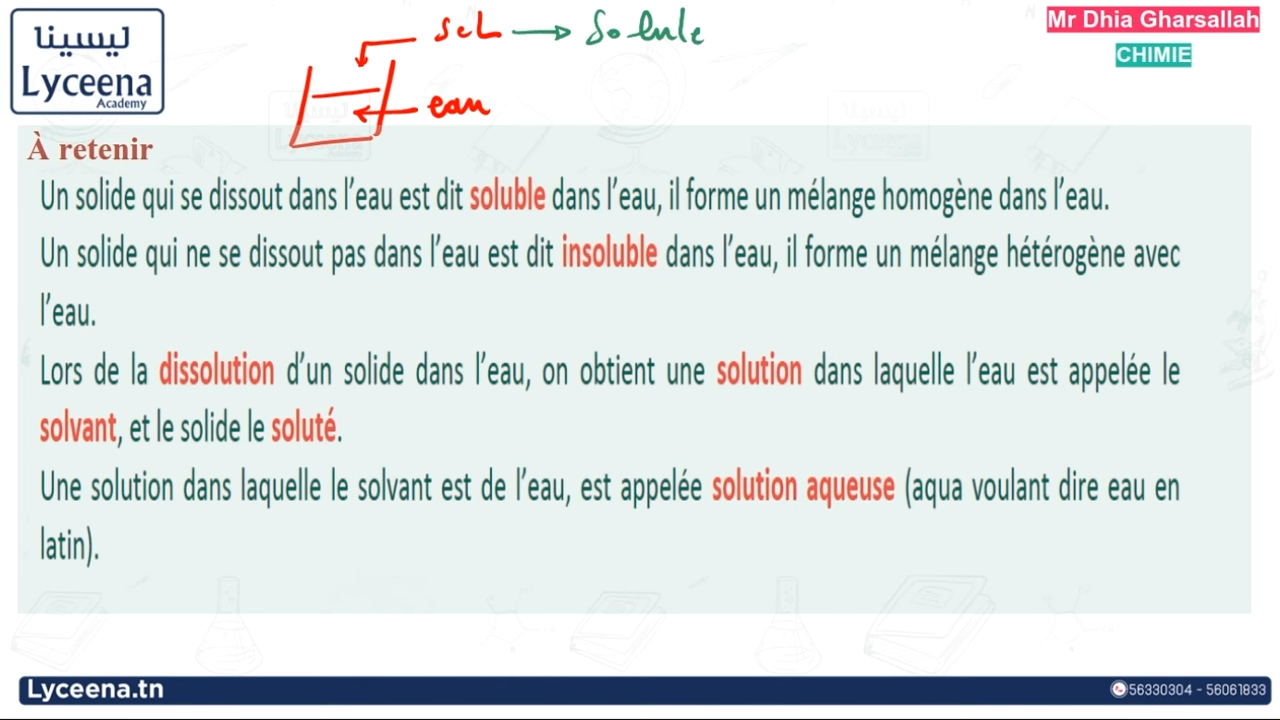 ليسينا
Lyceena
Academy
sel → Solule
eau
Mr Dhia Gharsallah
CHIMIE
À retenir
Un solide qui se dissout dans l’eau est dit soluble dans l’eau, il forme un mélange homogène dans l’eau.
Un solide qui ne se dissout pas dans l’eau est dit insoluble dans l’eau, il forme un mélange hétérogène avec
l’eau.
Lors de la dissolution d’un solide dans l’eau, on obtient une solution dans laquelle l’eau est appelée le
solvant, et le solide le soluté.
Une solution dans laquelle le solvant est de l’eau, est appelée solution aqueuse (aqua voulant dire eau en
latin).
Lyceena.tn
56330304 - 56061833